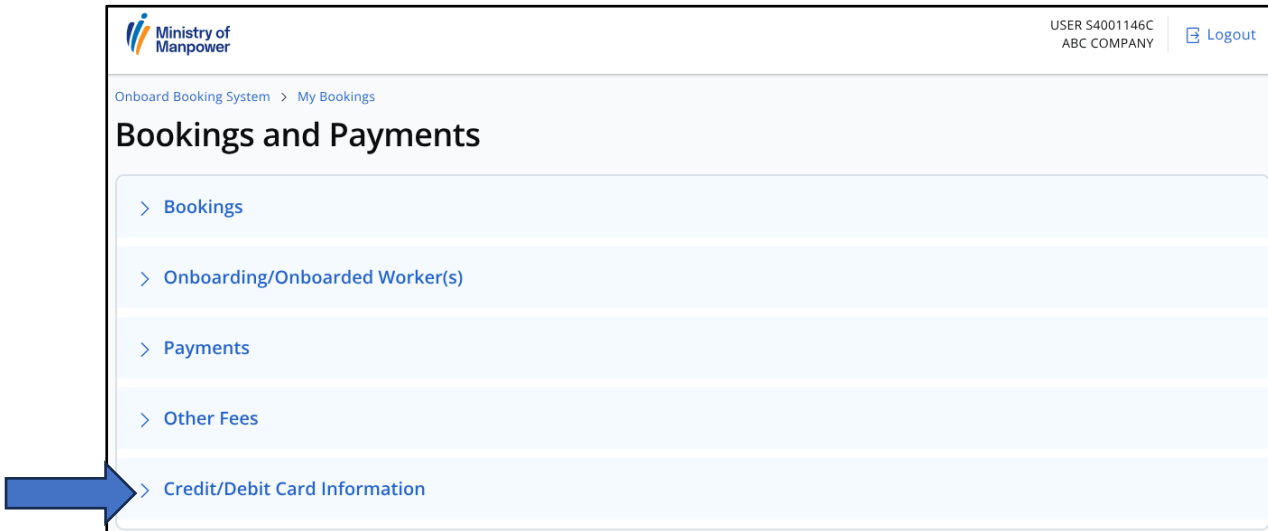 Ministry of
Manpower
USER S4001146C
ABC COMPANY
Logout
Onboard Booking System > My Bookings
Bookings and Payments
Bookings
Onboarding/Onboarded Worker(s)
Payments
Other Fees
Credit/Debit Card Information